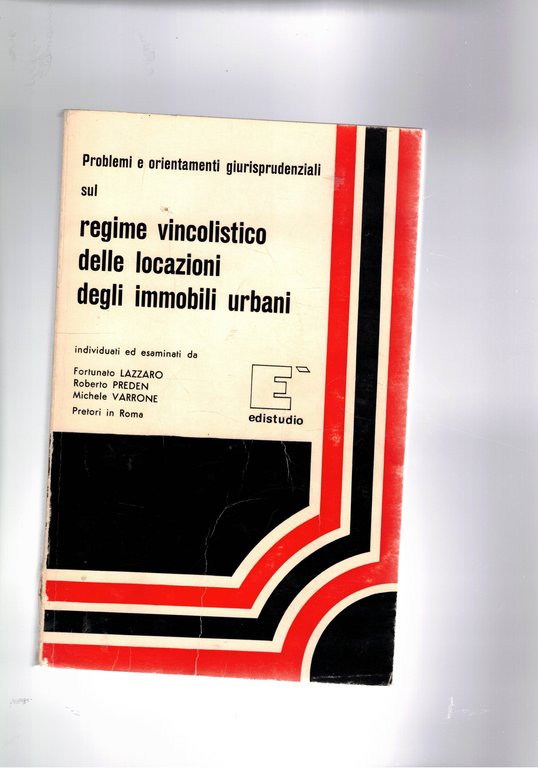 Problemi e orientamenti giurisprudenziali
sul
regime vincolistico
delle locazioni
degli immobili urbani
individuati ed esaminati da
Fortunato LAZZARO
Roberto PREDEN
Michele VARRONE
Pretori in Roma
E`
edistudio